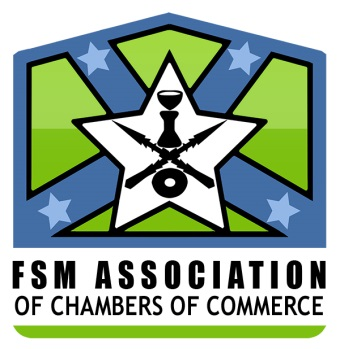 FSM ASSOCIATION
OF CHAMBERS OF COMMERCE